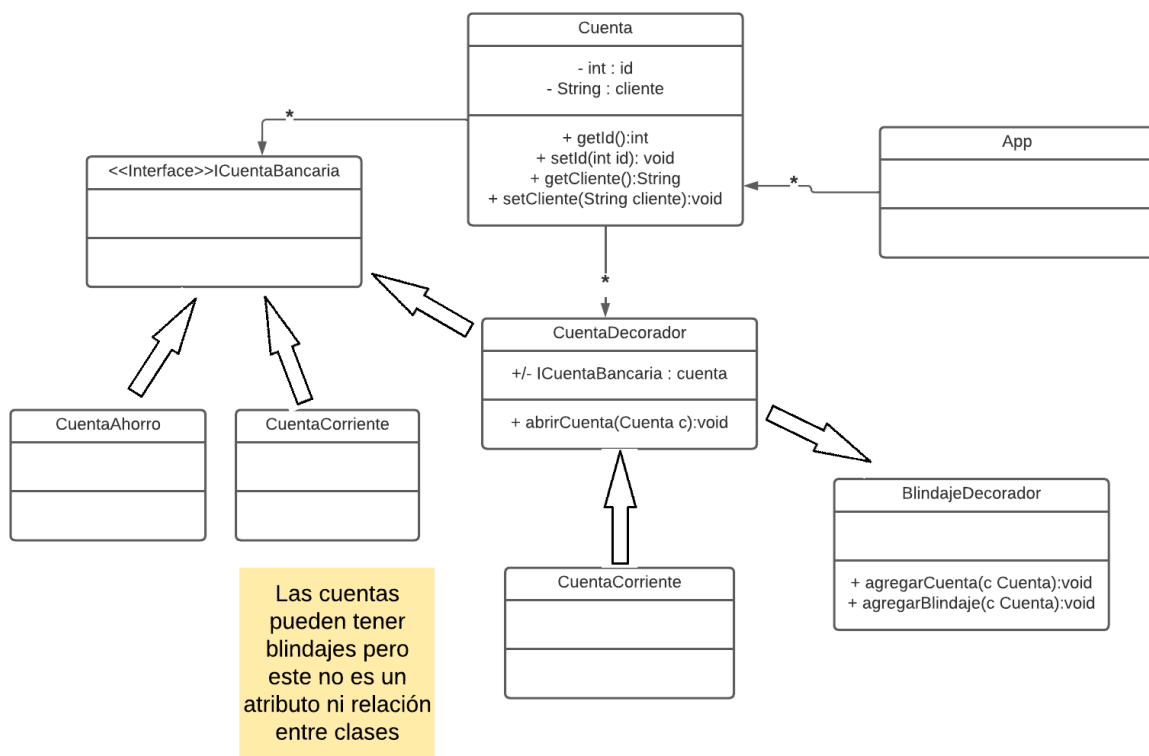 Cuenta
- int : id
- String : cliente
+ getId():int
+ setId(int id): void
+ getCliente():String
+ setCliente(String cliente):void
*
<<Interface>>ICuentaBancaria
App
*
*
CuentaDecorador
+/- ICuentaBancaria : cuenta
+ abrirCuenta(Cuenta c):void
CuentaAhorro
CuentaCorriente
BlindajeDecorador
+ agregarCuenta(c Cuenta):void
+ agregarBlindaje(c Cuenta):void
CuentaCorriente
Las cuentas
pueden tener
blindajes pero
este no es un
atributo ni relación
entre clases